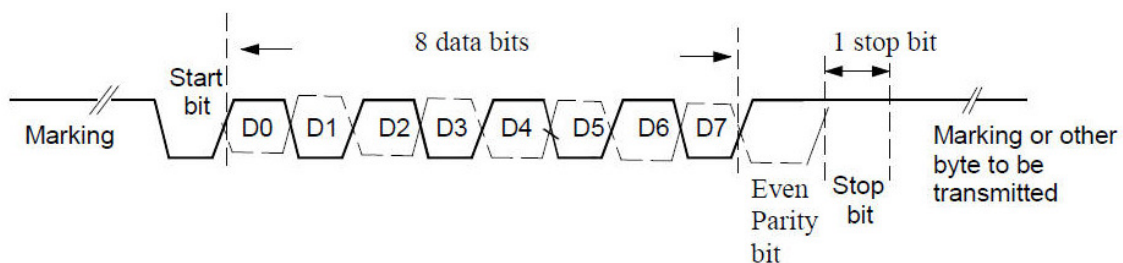 8 data bits
1 stop bit
Start
bit
D0 D1 D2 D3 D4 D5 D6 D7
Marking
Marking or other
byte to be
transmitted
Even
Parity
bit
Stop
bit